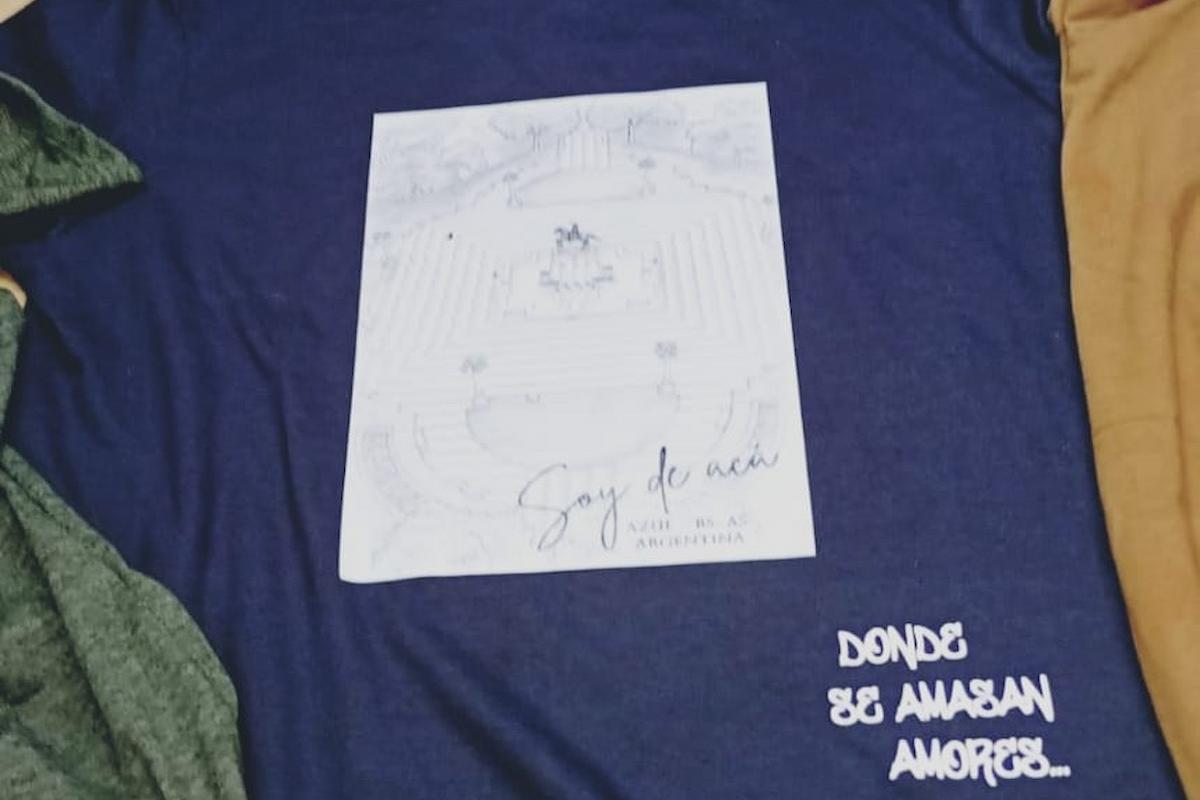 Soy de acá
AZUL BS AS
ARGENTINA
DONDE
SE AMASAN
AMORES...